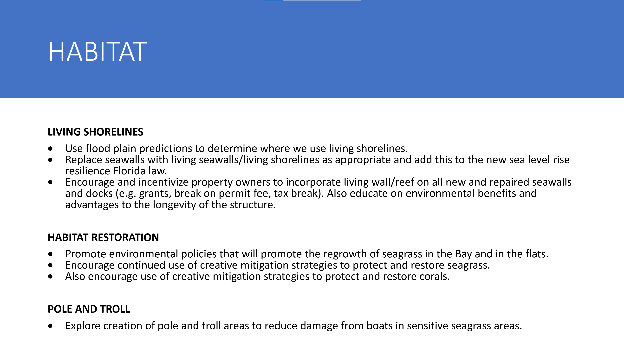 HABITAT
LIVING SHORELINES
• Use flood plain predictions to determine where we use living shorelines.
• Replace seawalls with living seawalls/living shorelines as appropriate and add this to the new sea level rise
resilience Florida law.
• Encourage and incentivize property owners to incorporate living wall/reef on all new and repaired seawalls
and docks (e.g. grants, break on permit fee, tax break). Also educate on environmental benefits and
advantages to the longevity of the structure.
HABITAT RESTORATION
• Promote environmental policies that will promote the regrowth of seagrass in the Bay and in the flats.
• Encourage continued use of creative mitigation strategies to protect and restore seagrass.
• Also encourage use of creative mitigation strategies to protect and restore corals.
POLE AND TROLL
• Explore creation of pole and troll areas to reduce damage from boats in sensitive seagrass areas.